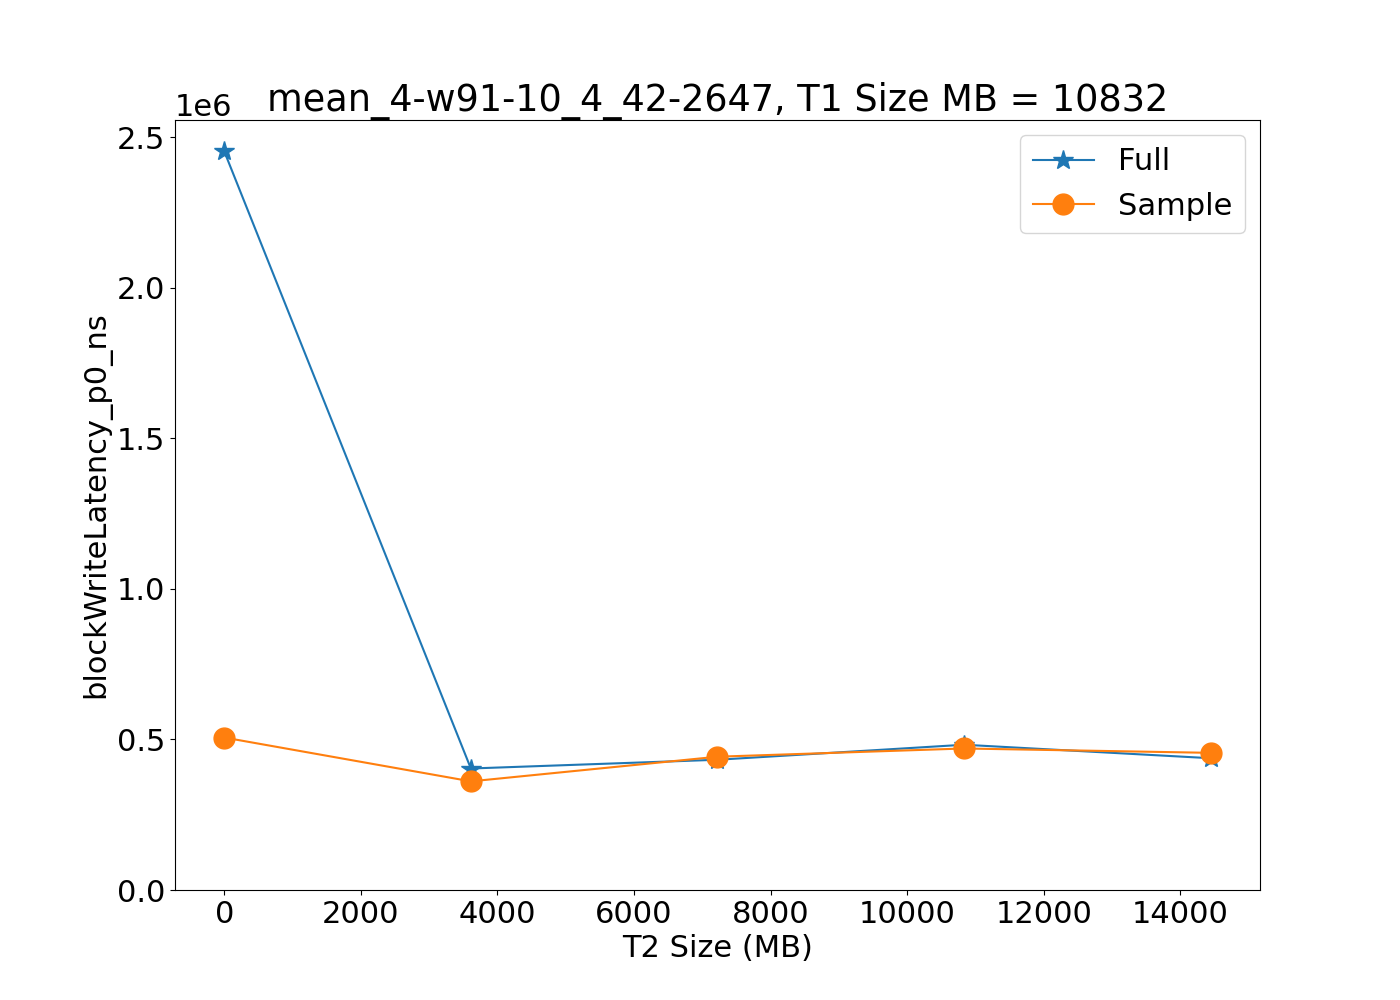 mean_4-w91-10_4_42-2647, T1 Size MB = 10832
1e6
2.5
2.0
1.5
1.0
0.5
0.0
blockWriteLatency_p0_ns
Full
Sample
0 2000 4000 6000 8000 10000 12000 14000
T2 Size (MB)